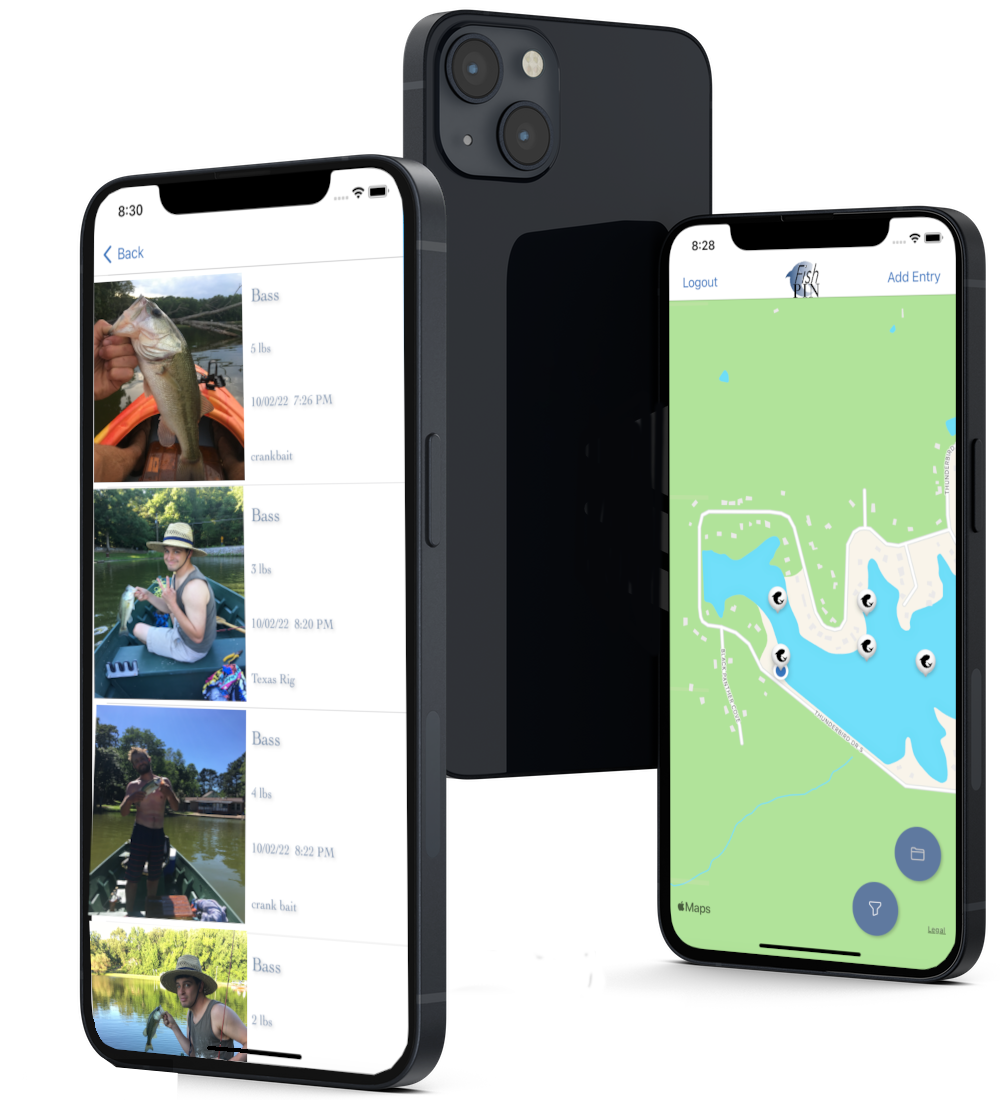 8:30
Back
Bass
5 lbs
10/02/22 7:26 PM
crankbait
Bass
3 lbs
10/02/22 8:20 PM
Texas Rig
Bass
4 lbs
10/02/22 8:22 PM
crank bait
Bass
2 lbs
8:28
Logout
Fish
PIN
Add Entry
THUNDERBIRD DR S
Maps
Legal